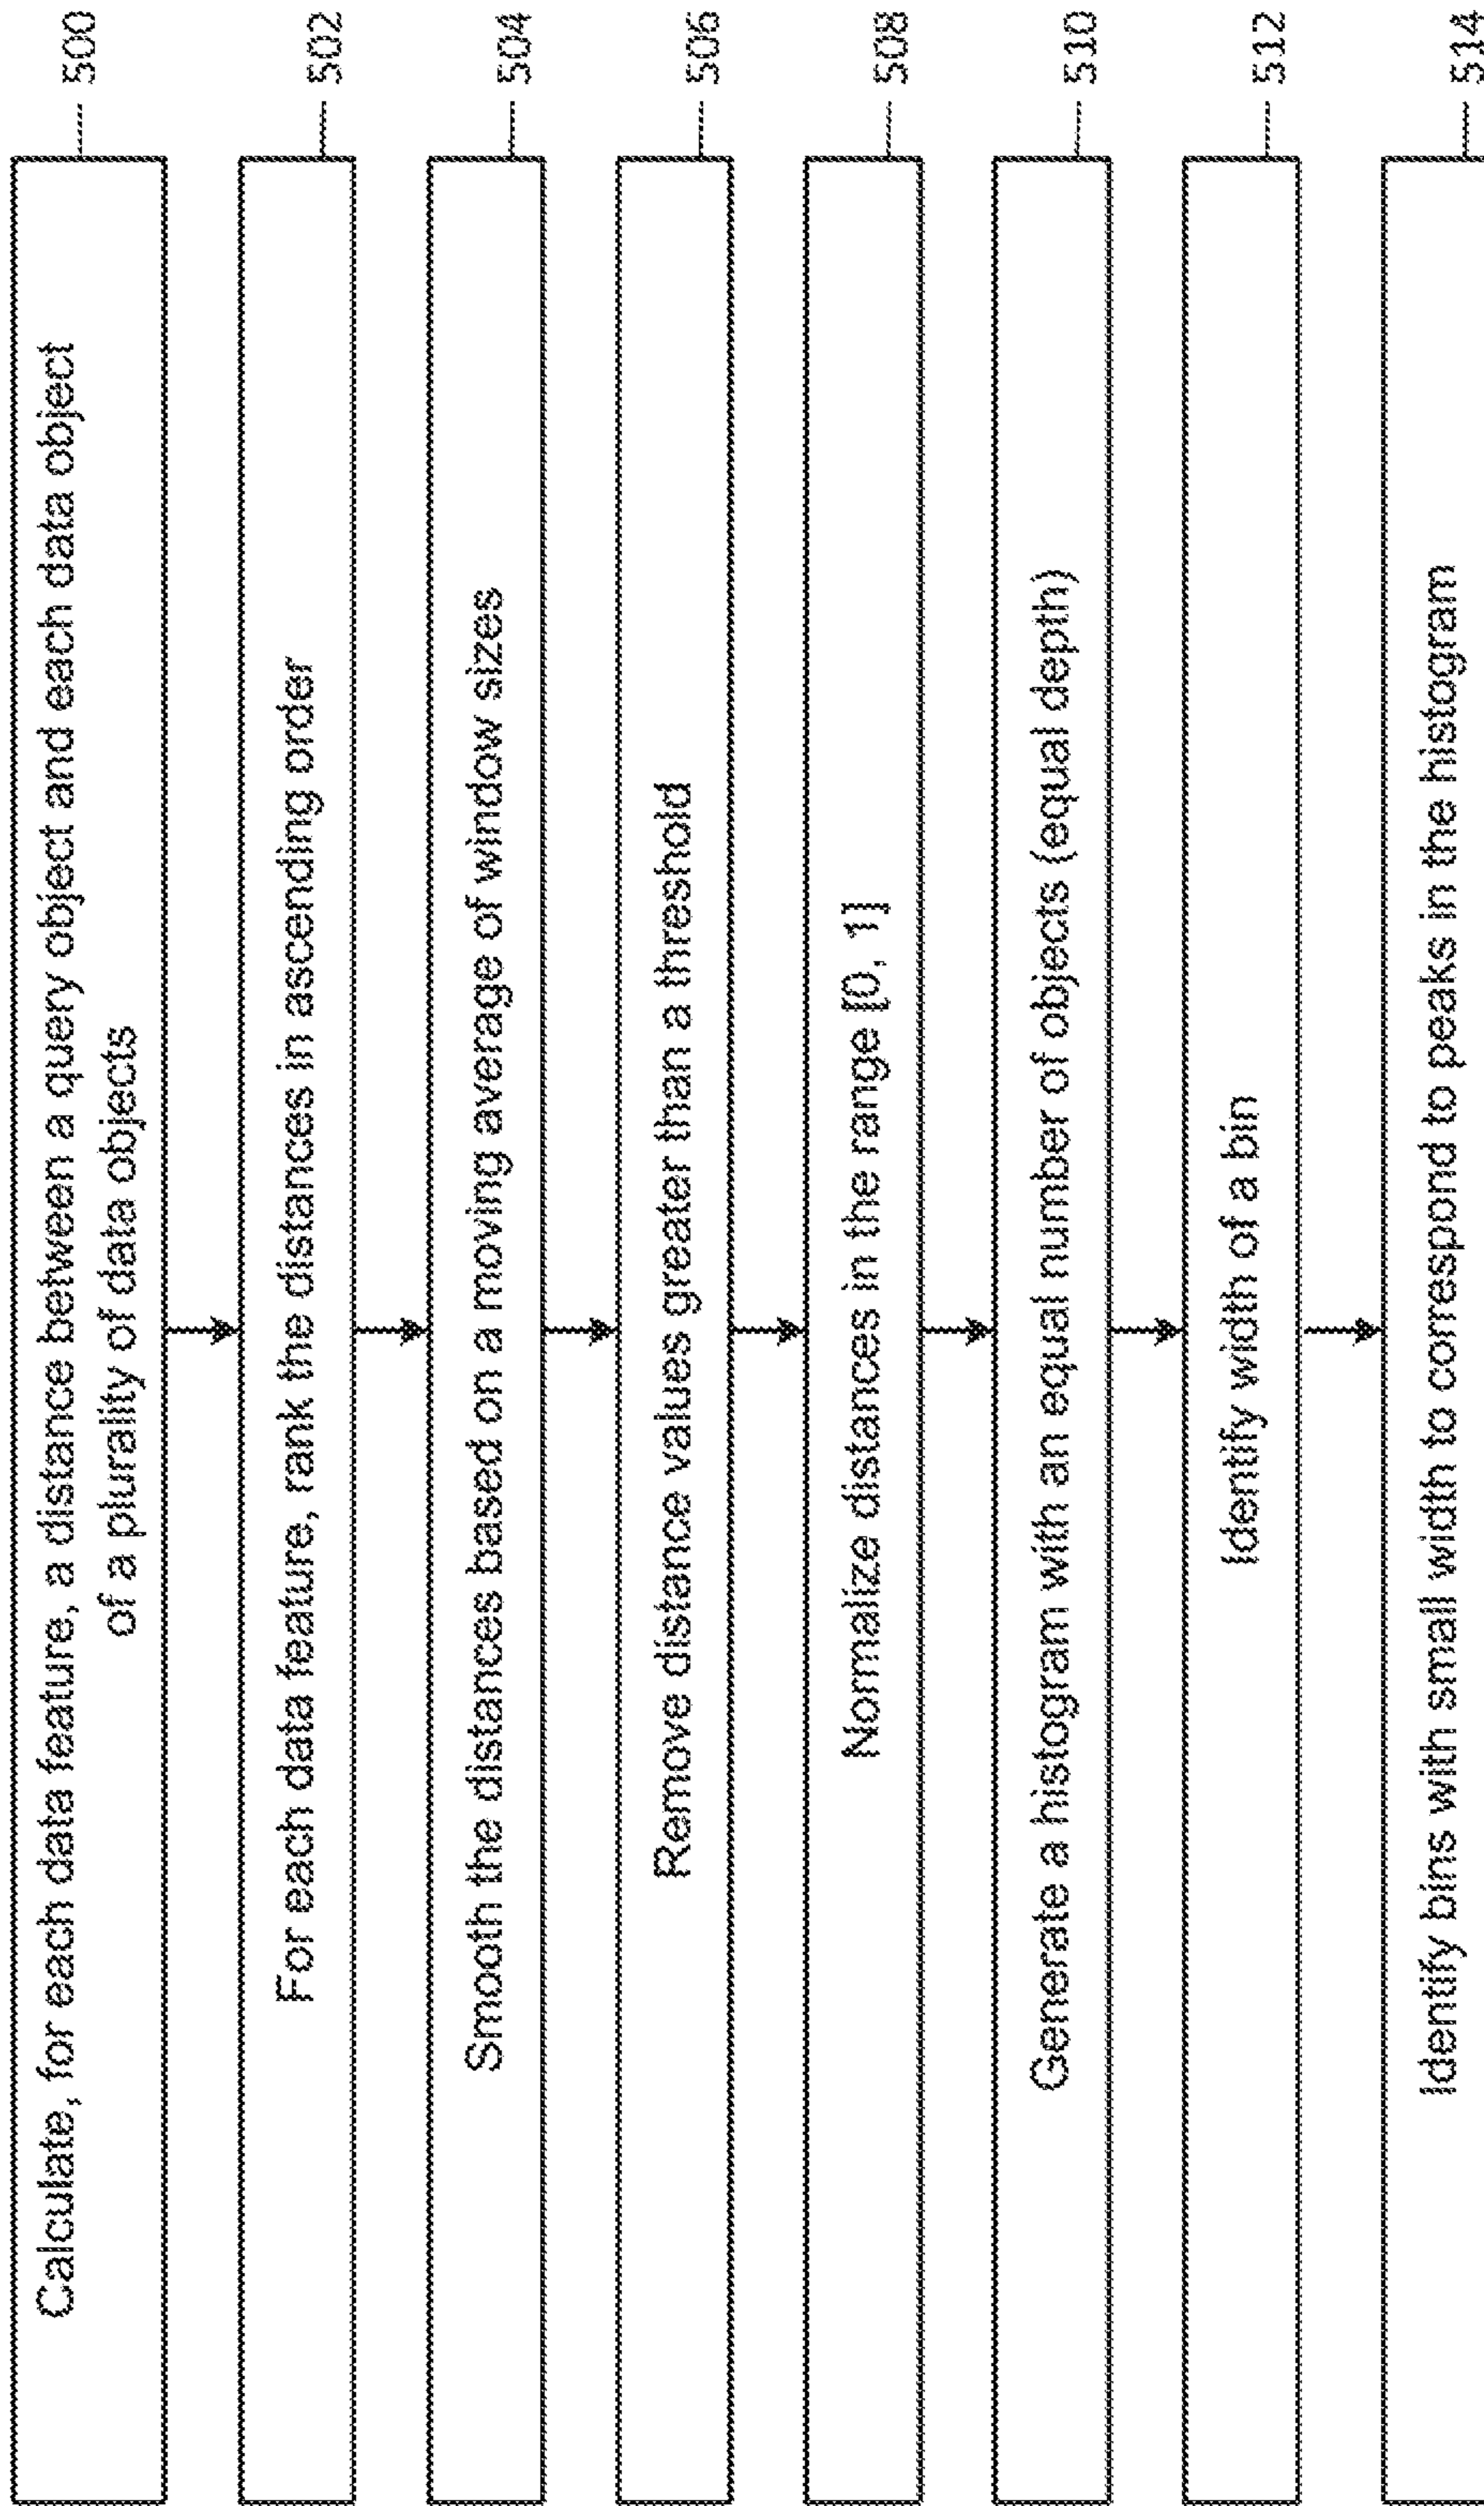 Calculate, for each data feature, a distance between a query object and each data object
of a plurality of data objects
500
For each data feature, rank the distances in ascending order
502
Smooth the distances based on a moving average of window sizes
504
Remove distance values greater than a threshold
506
Normalize distances in the range [0, 1]
508
Generate a histogram with an equal number of objects (equal depth)
510
Identify width of a bin
512
Identify bins with small width to correspond to peaks in the histogram
514